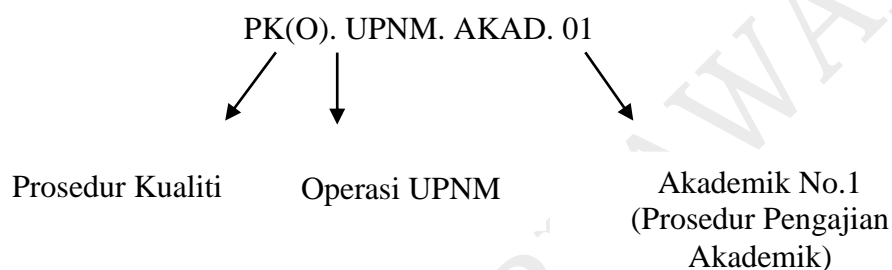 PK(O). UPNM. AKAD. 01
Prosedur Kualiti
Operasi UPNM
Akademik No.1
(Prosedur Pengajian
Akademik)